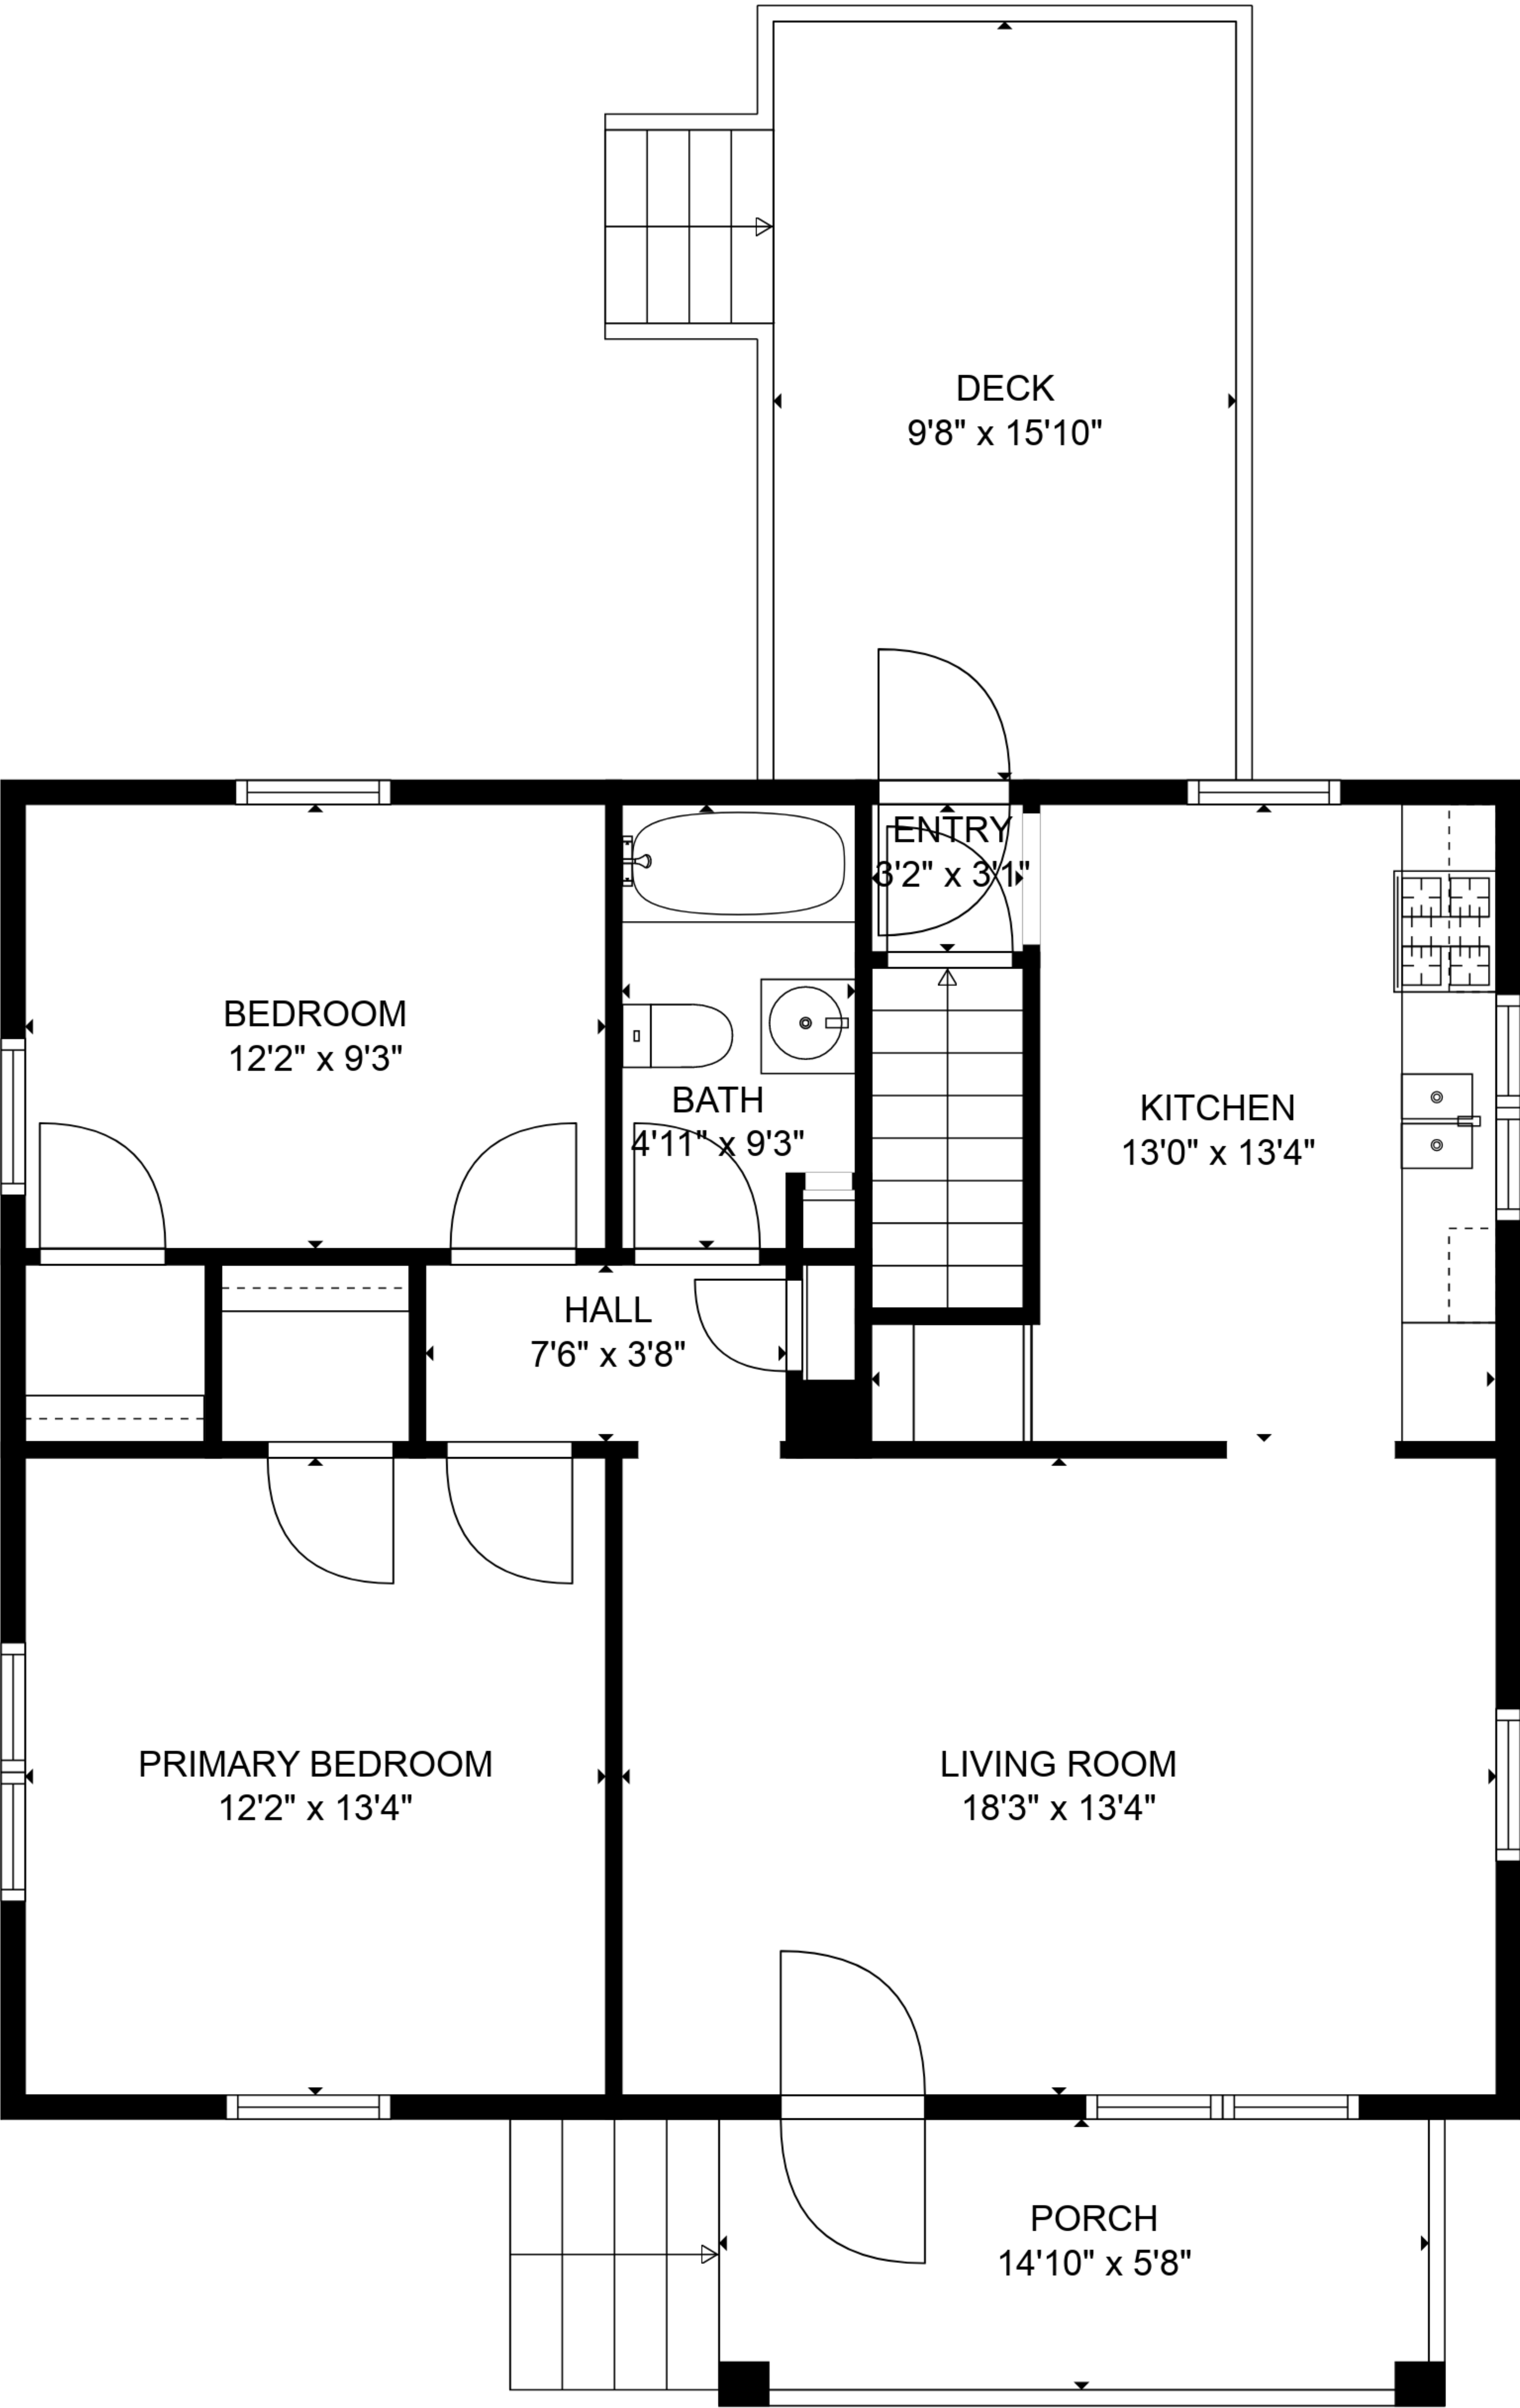 DECK
9'8" x 15'10"
ENTRY
3'2" x 3'1"
BEDROOM
12'2" x 9'3"
BATH
4'11" x 9'3"
KITCHEN
13'0" x 13'4"
HALL
7'6" x 3'8"
PRIMARY BEDROOM
12'2" x 13'4"
LIVING ROOM
18'3" x 13'4"
PORCH
14'10" x 5'8"